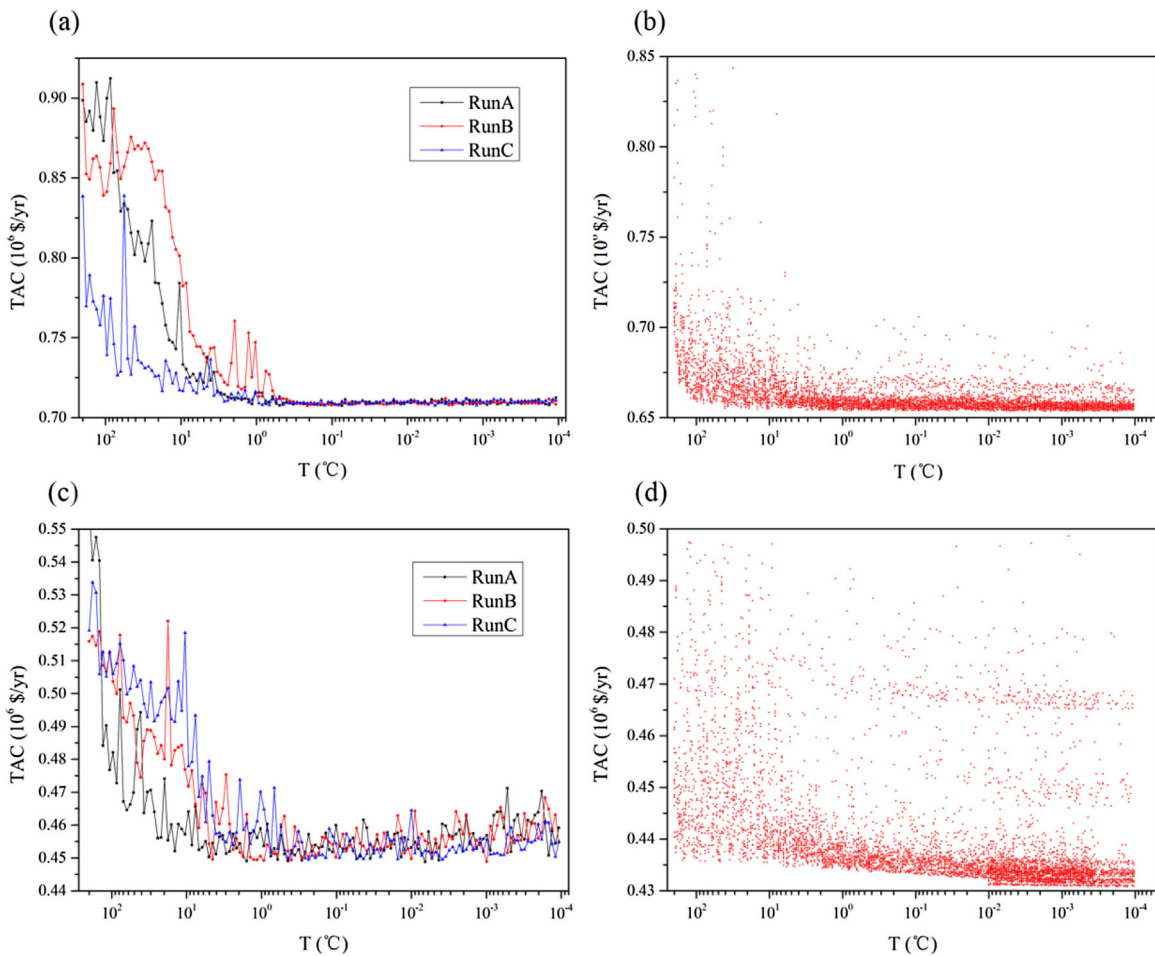 (a)
0.90
0.85
0.80
0.75
0.70
TAC (10⁶ $/yr)
RunA
RunB
RunC
10² 10¹ 10⁰ 10⁻¹ 10⁻² 10⁻³ 10⁻⁴
T (℃)
(b)
0.85
0.80
0.75
0.70
0.65
TAC (10⁶ $/yr)
10² 10¹ 10⁰ 10⁻¹ 10⁻² 10⁻³ 10⁻⁴
T (℃)
(c)
0.55
0.54
0.53
0.52
0.51
0.50
0.49
0.48
0.47
0.46
0.45
0.44
TAC (10⁶ $/yr)
RunA
RunB
RunC
10² 10¹ 10⁰ 10⁻¹ 10⁻² 10⁻³ 10⁻⁴
T (℃)
(d)
0.50
0.49
0.48
0.47
0.46
0.45
0.44
0.43
TAC (10⁶ $/yr)
10² 10¹ 10⁰ 10⁻¹ 10⁻² 10⁻³ 10⁻⁴
T (℃)